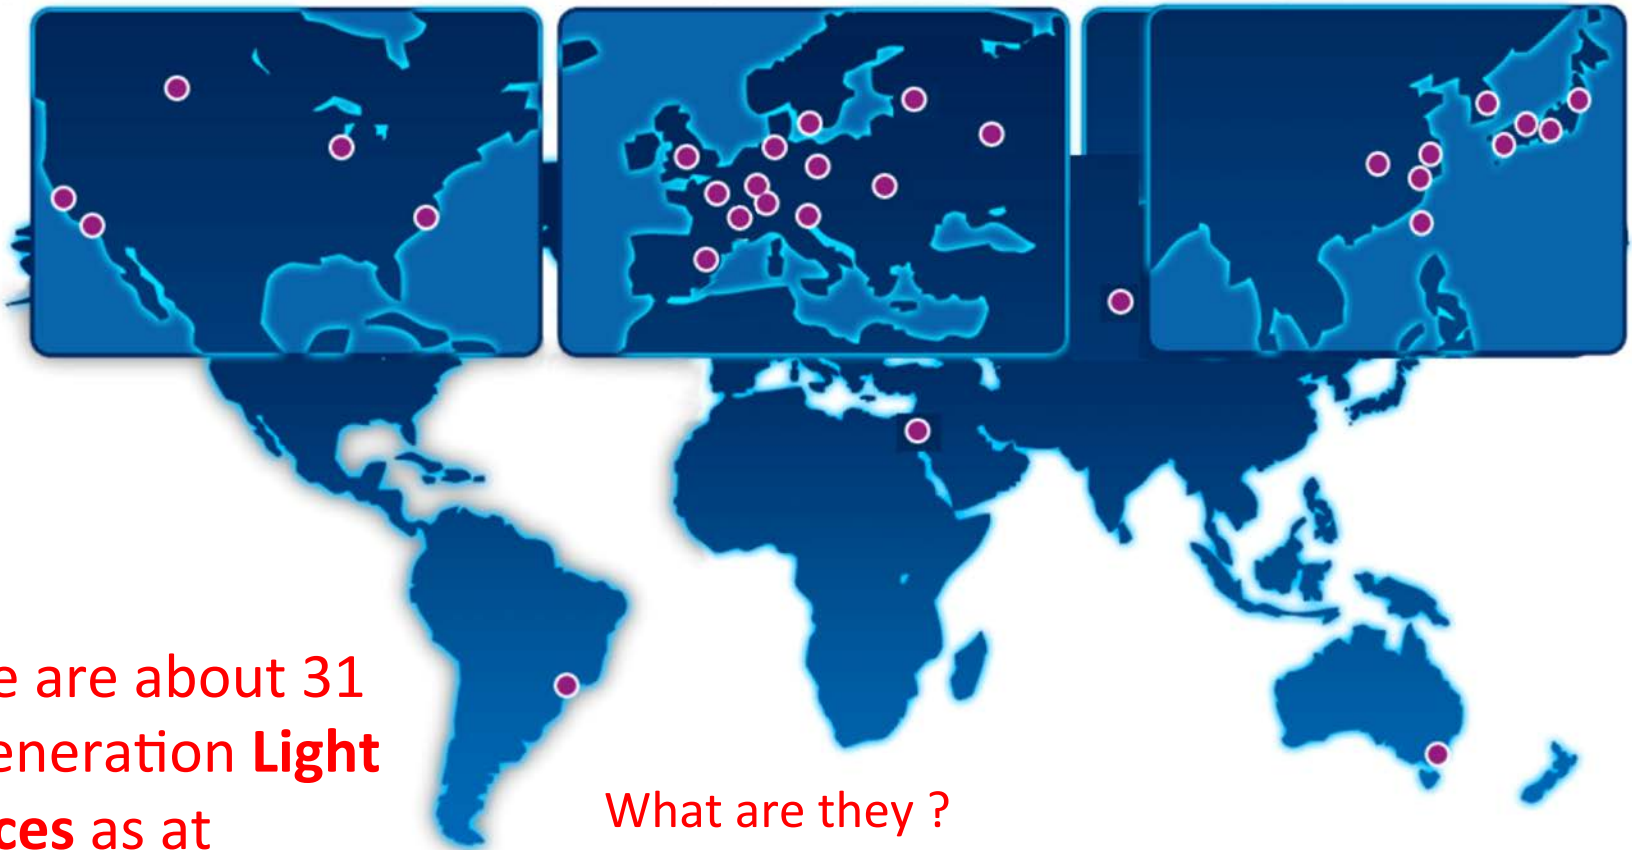 e are about 31
eneration Light
ces as at
What are they ?